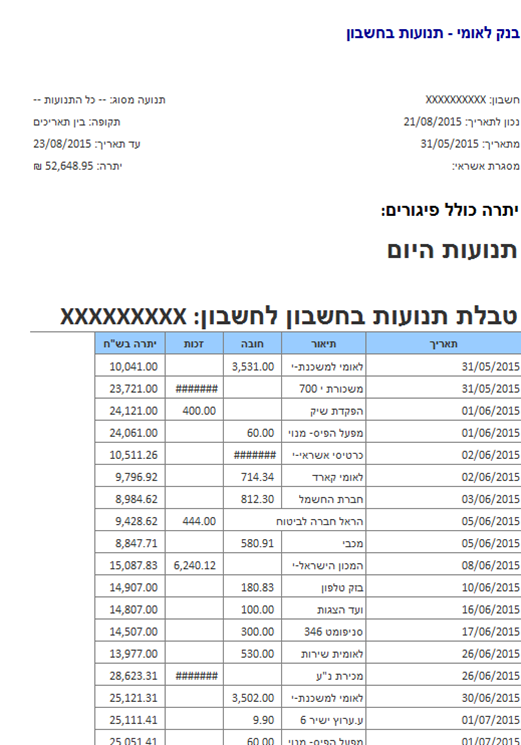 בנק לאומי - תנועות בחשבון
חשבון: XXXXXXXXXX תנועה מסוג: -- כל התנועות --
נכון לתאריך: 21/08/2015 תקופה: בין תאריכים
מתאריך: 31/05/2015 עד תאריך: 23/08/2015
מסגרת אשראי: יתרה: 52,648.95 ₪
יתרה כולל פיגורים:
תנועות היום
טבלת תנועות בחשבון לחשבון: XXXXXXXXX
תאריך תיאור חובה זכות יתרה בש"ח
31/05/2015 לאומי למשכנת-י 3,531.00 10,041.00
31/05/2015 משכורת י 700 ####### 23,721.00
01/06/2015 הפקדת שיק 400.00 24,121.00
01/06/2015 מפעל הפיס- מנוי 60.00 24,061.00
02/06/2015 כרטיסי אשראי-י ####### 10,511.26
02/06/2015 לאומי קארד 714.34 9,796.92
03/06/2015 חברת החשמל 812.30 8,984.62
05/06/2015 הראל חברה לביטוח 444.00 9,428.62
05/06/2015 מכבי 580.91 8,847.71
08/06/2015 המכון הישראל-י 6,240.12 15,087.83
10/06/2015 בזק טלפון 180.83 14,907.00
16/06/2015 ועד הצגות 100.00 14,807.00
17/06/2015 סניפומט 346 300.00 14,507.00
26/06/2015 לאומית שירות 530.00 13,977.00
26/06/2015 מכירת נ"ע ####### 28,623.31
30/06/2015 לאומי למשכנת-י 3,502.00 25,121.31
01/07/2015 ע.ערוץ ישיר 6 9.90 25,111.41
01/07/2015 מפעל הפיס- מנוי 60.00 25,051.41